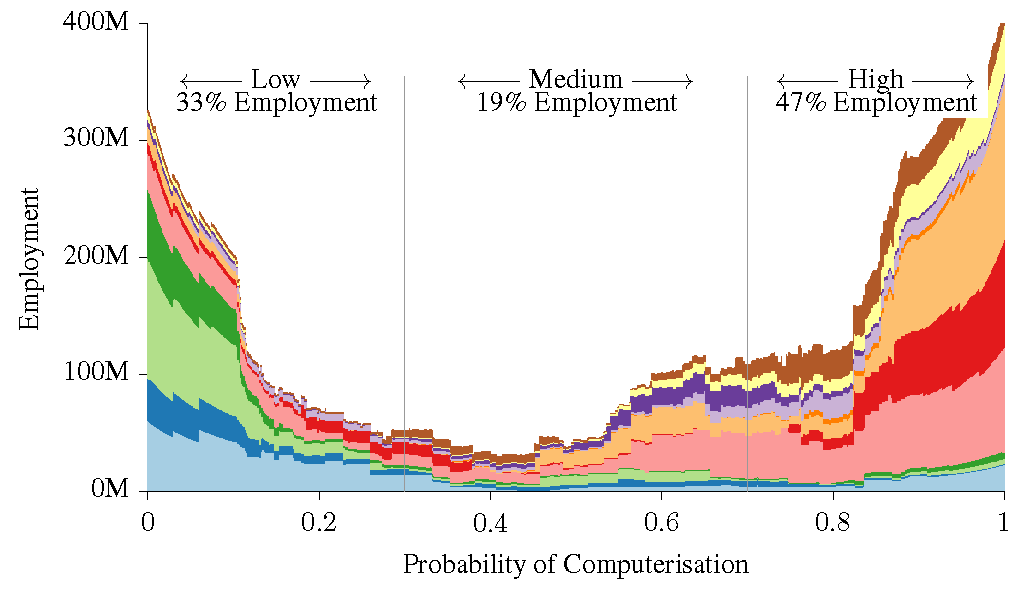 400M
300M
200M
100M
0M
Employment
Low
33% Employment
Medium
19% Employment
High
47% Employment
0
0.2
0.4
0.6
0.8
1
Probability of Computerisation